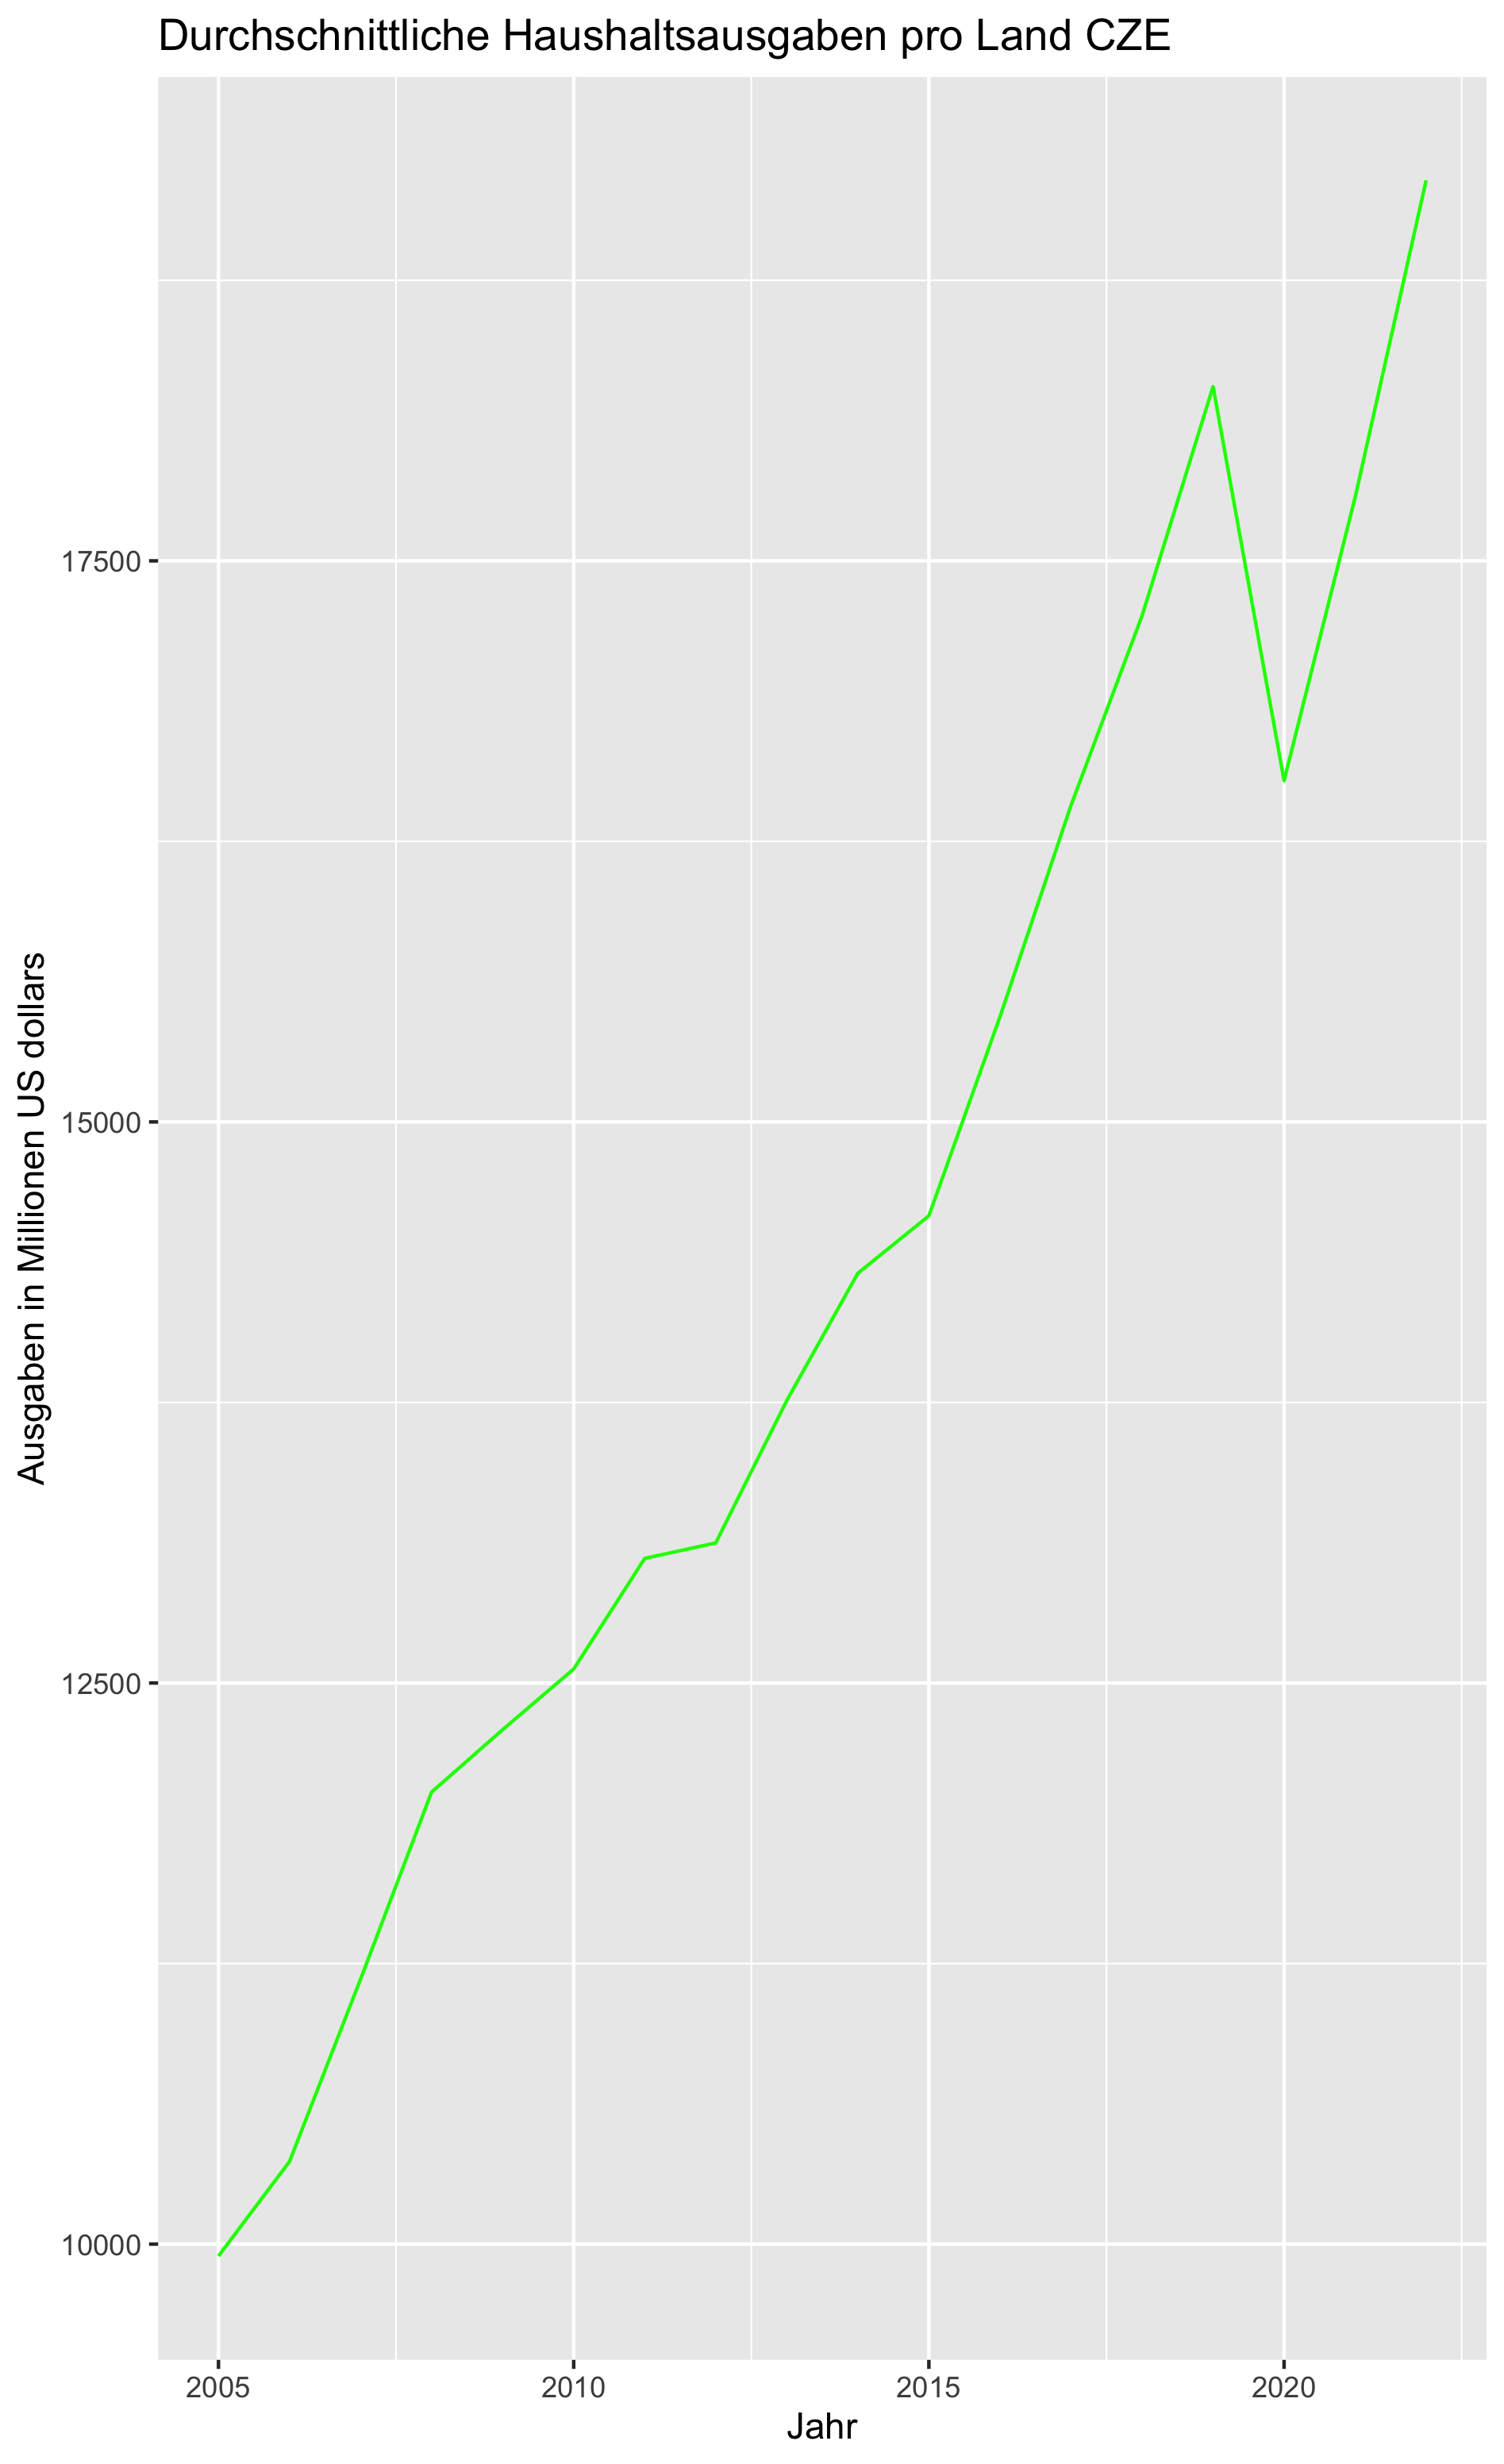 Durchschnittliche Haushaltsausgaben pro Land CZE
Ausgaben in Millionen US dollars
17500
15000
12500
10000
2005 2010 2015 2020
Jahr